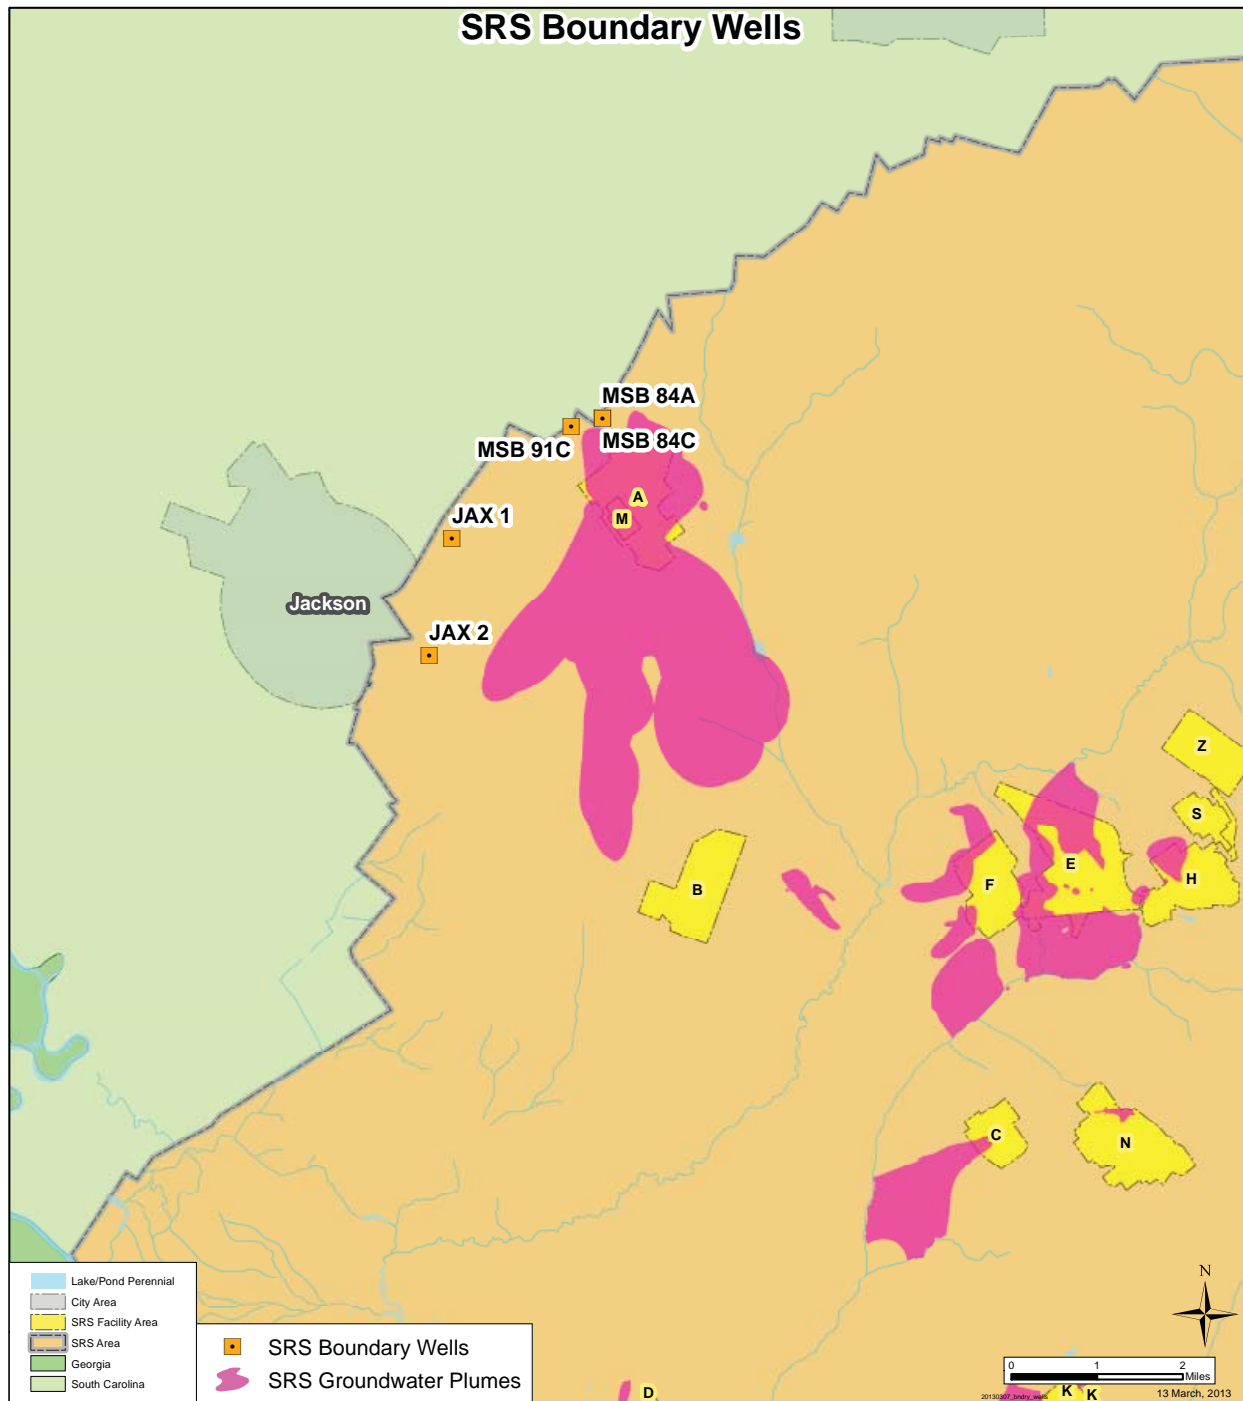 SRS Boundary Wells
MSB 84A
MSB 91C
MSB 84C
A
M
JAX 1
Jackson
JAX 2
Z
S
E
F
H
B
C
N
D
K K
Lake/Pond Perennial
City Area
SRS Facility Area
SRS Area
Georgia
South Carolina
SRS Boundary Wells
SRS Groundwater Plumes
N
0 1 2
Miles
20130307_bndry_wells
13 March, 2013